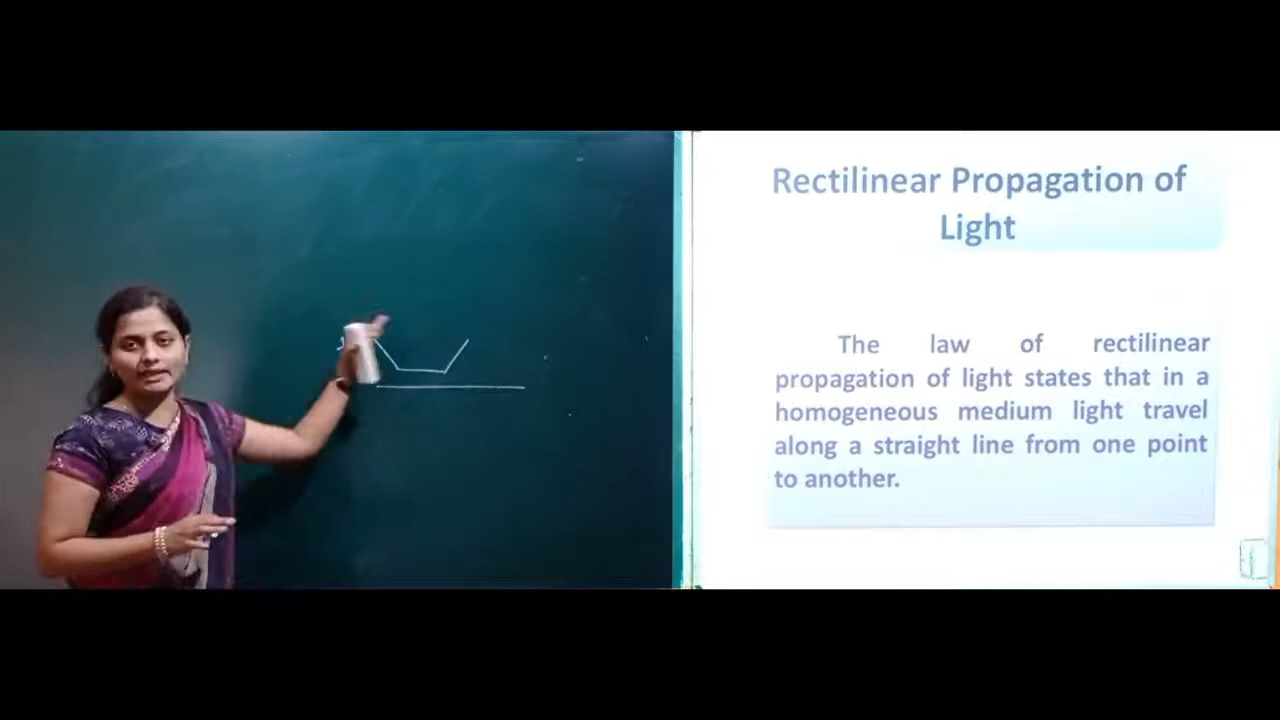 Rectilinear Propagation of
Light
The law of rectilinear
propagation of light states that in a
homogeneous medium light travel
along a straight line from one point
to another.